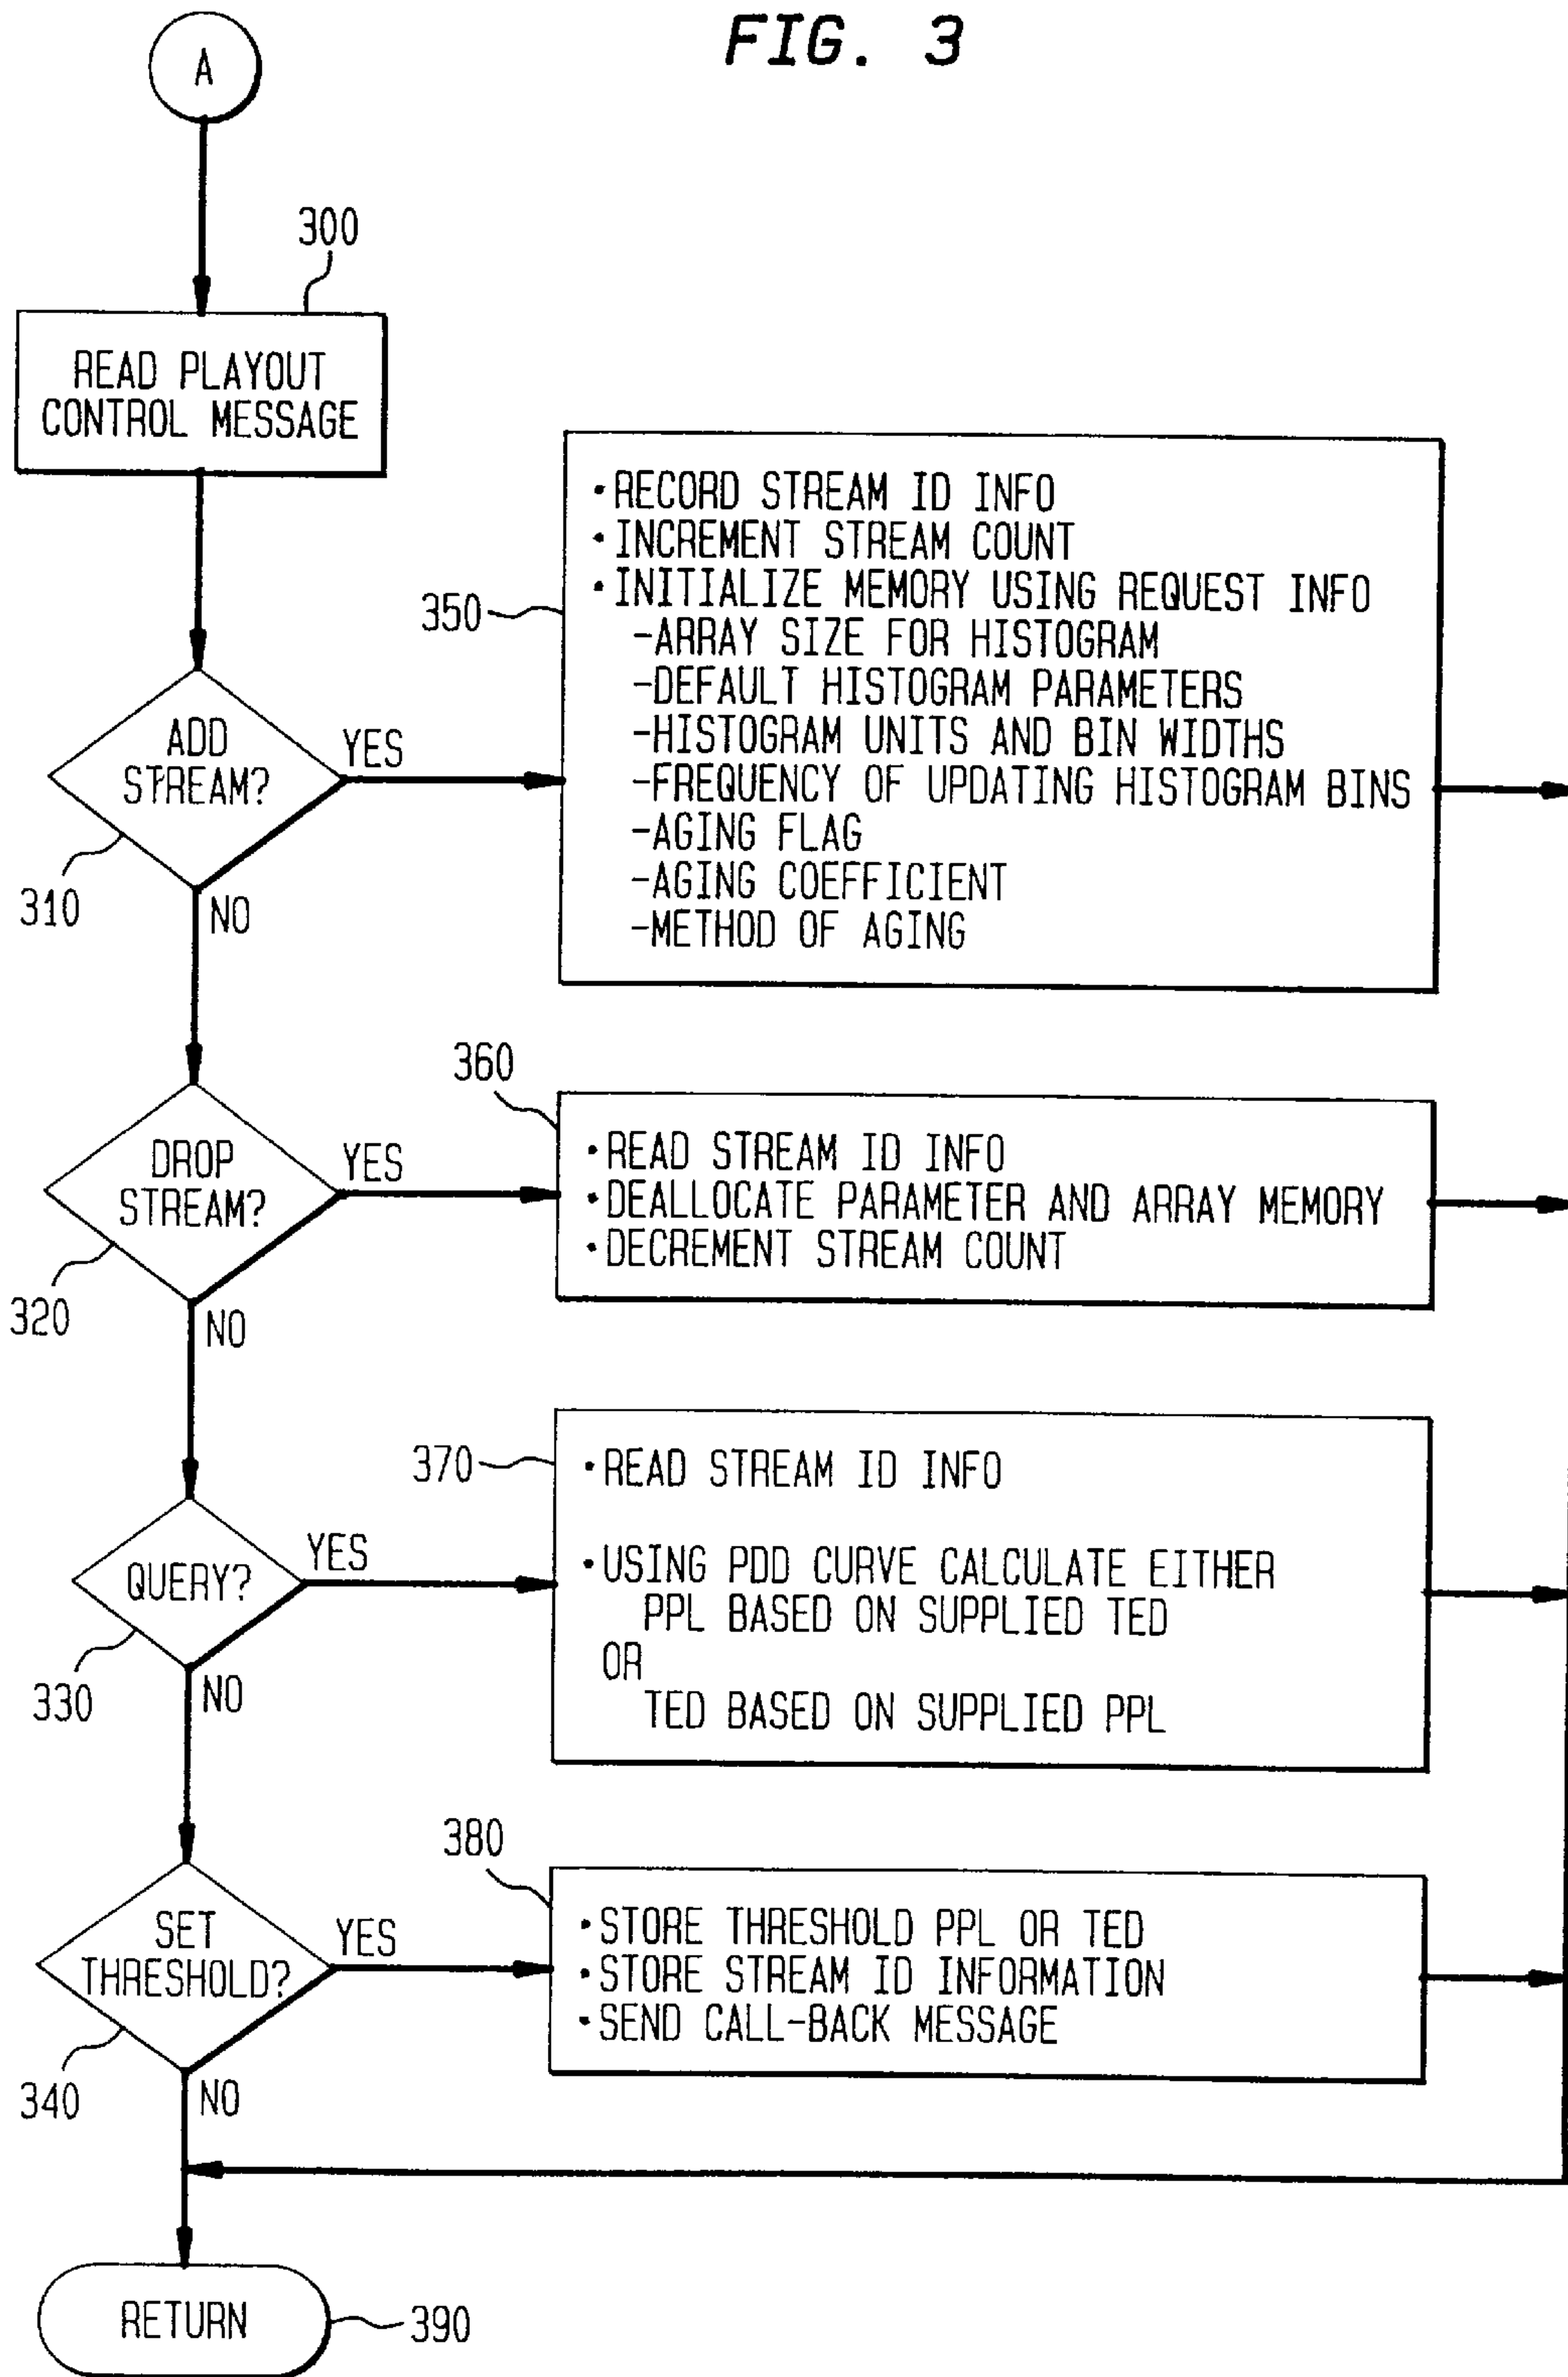 FIG. 3
A
300
READ PLAYOUT
CONTROL MESSAGE
ADD
STREAM?
YES
310
NO
350
•RECORD STREAM ID INFO
•INCREMENT STREAM COUNT
•INITIALIZE MEMORY USING REQUEST INFO
-ARRAY SIZE FOR HISTOGRAM
-DEFAULT HISTOGRAM PARAMETERS
-HISTOGRAM UNITS AND BIN WIDTHS
-FREQUENCY OF UPDATING HISTOGRAM BINS
-AGING FLAG
-AGING COEFFICIENT
-METHOD OF AGING
DROP
STREAM?
YES
320
NO
360
•READ STREAM ID INFO
•DEALLOCATE PARAMETER AND ARRAY MEMORY
•DECREMENT STREAM COUNT
QUERY?
YES
330
NO
370
•READ STREAM ID INFO
•USING PDD CURVE CALCULATE EITHER
PPL BASED ON SUPPLIED TED
OR
TED BASED ON SUPPLIED PPL
SET
THRESHOLD?
YES
340
NO
380
•STORE THRESHOLD PPL OR TED
•STORE STREAM ID INFORMATION
•SEND CALL-BACK MESSAGE
RETURN
390